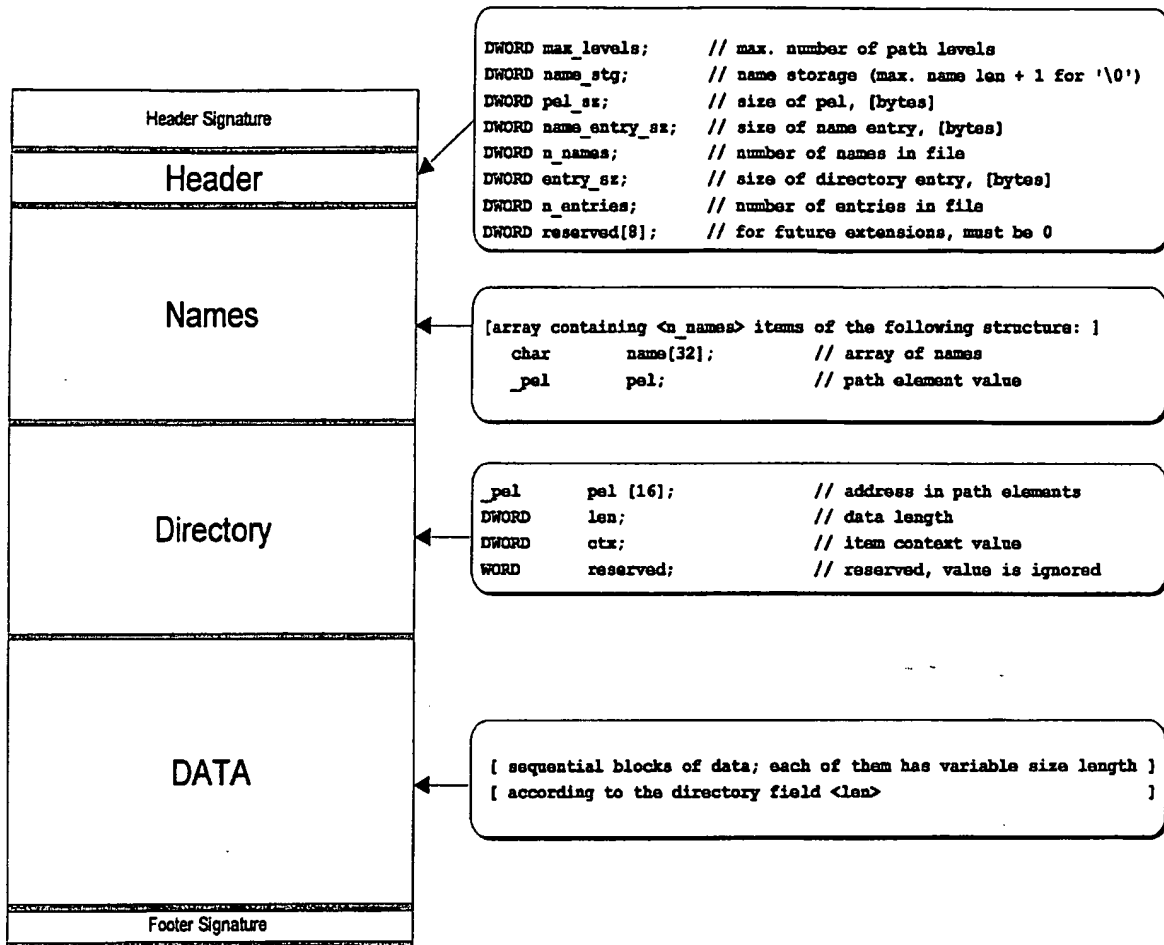 Header Signature
Header
Names
Directory
DATA
Footer Signature
DWORD max_levels; // max. number of path levels
DWORD name_stg; // name storage (max. name len + 1 for '\0')
DWORD pel_sz; // size of pel, [bytes]
DWORD name_entry_sz; // size of name entry, [bytes]
DWORD n_names; // number of names in file
DWORD entry_sz; // size of directory entry, [bytes]
DWORD n_entries; // number of entries in file
DWORD reserved[8]; // for future extensions, must be 0
[array containing <n_names> items of the following structure: ]
char name[32]; // array of names
_pel pel; // path element value
_pel pel [16]; // address in path elements
DWORD len; // data length
DWORD ctx; // item context value
WORD reserved; // reserved, value is ignored
[ sequential blocks of data; each of them has variable size length ]
[ according to the directory field <len> ]